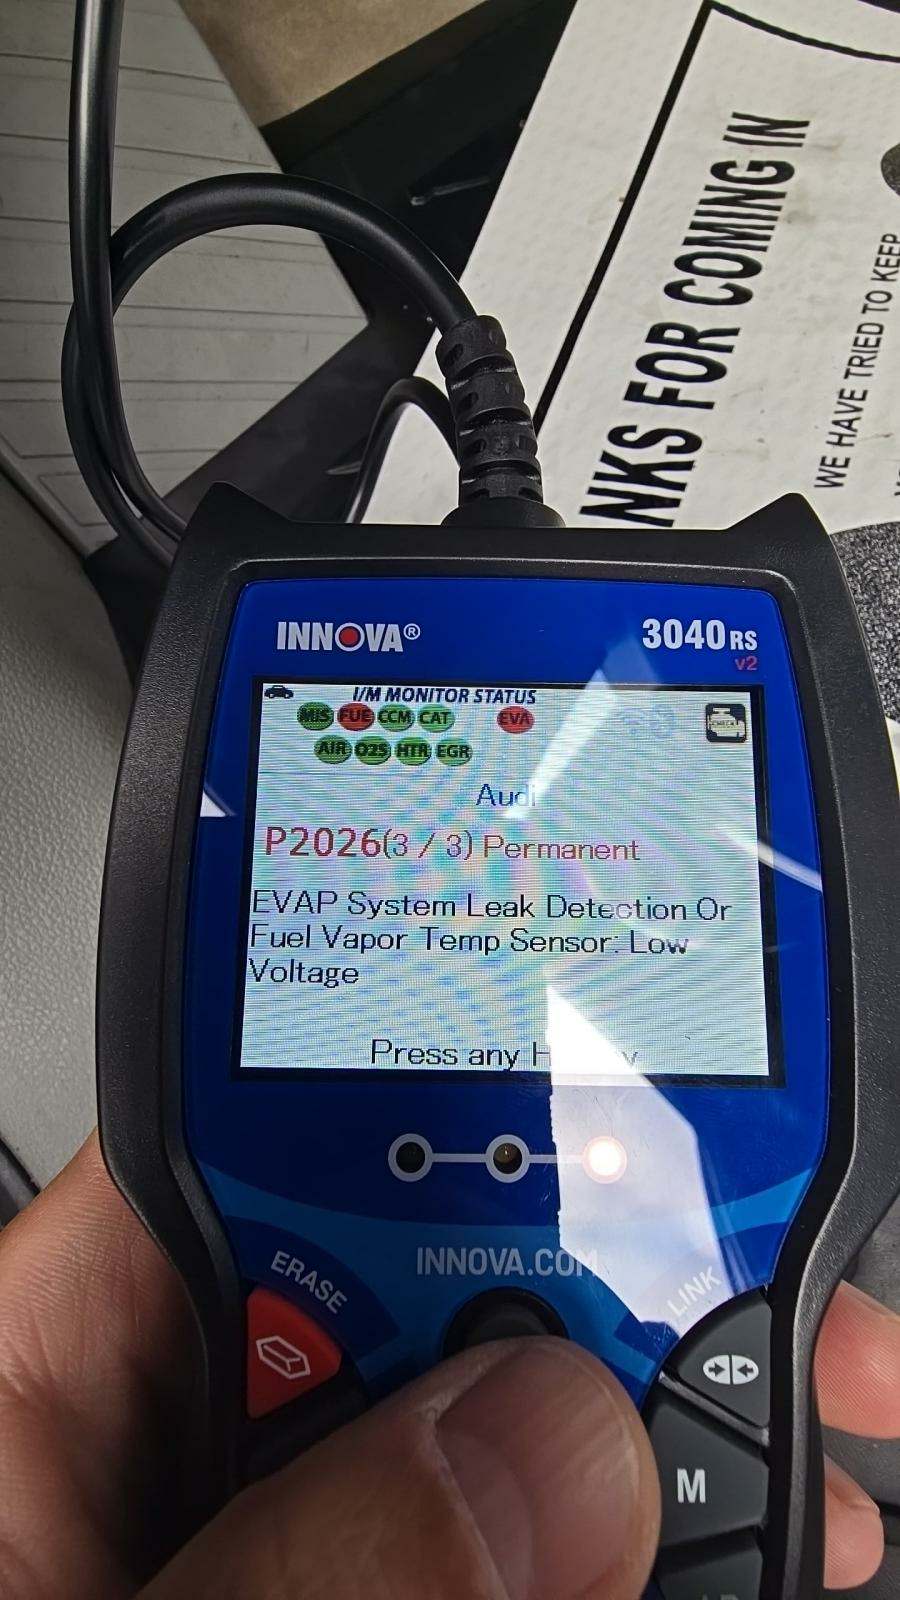 NKS FOR COMING IN
WE HAVE TRIED TO KEEP
INNOVA®
3040RS
v2
I/M MONITOR STATUS
MIS FUE CCM CAT EVA
AIR O2S HTR EGR
Audi
P2026(3 / 3) Permanent
EVAP System Leak Detection Or
Fuel Vapor Temp Sensor: Low
Voltage
Press any
INNOVA.COM
ERASE
LINK
M